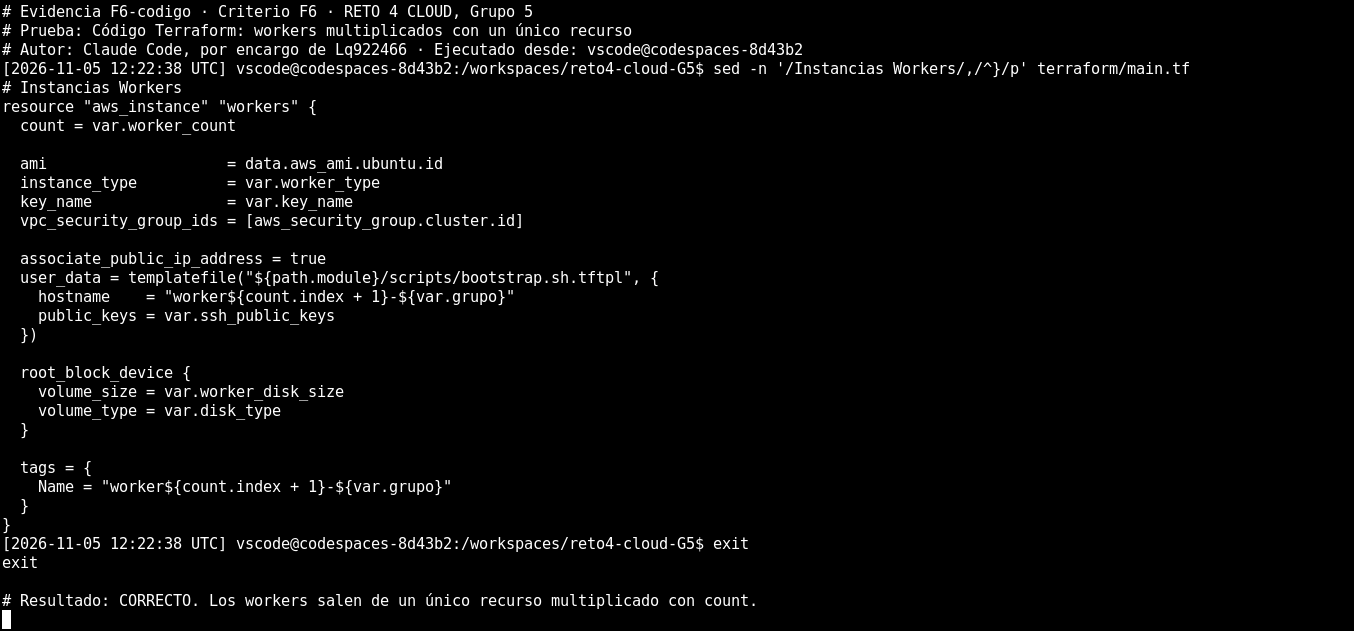 # Evidencia F6-codigo · Criterio F6 · RETO 4 CLOUD, Grupo 5
# Prueba: Código Terraform: workers multiplicados con un único recurso
# Autor: Claude Code, por encargo de Lq922466 · Ejecutado desde: vscode@codespaces-8d43b2
[2026-11-05 12:22:38 UTC] vscode@codespaces-8d43b2:/workspaces/reto4-cloud-G5$ sed -n '/Instancias Workers/,/^}/p' terraform/main.tf
# Instancias Workers
resource "aws_instance" "workers" {
  count = var.worker_count

  ami                    = data.aws_ami.ubuntu.id
  instance_type          = var.worker_type
  key_name               = var.key_name
  vpc_security_group_ids = [aws_security_group.cluster.id]

  associate_public_ip_address = true
  user_data = templatefile("${path.module}/scripts/bootstrap.sh.tftpl", {
    hostname    = "worker${count.index + 1}-${var.grupo}"
    public_keys = var.ssh_public_keys
  })

  root_block_device {
    volume_size = var.worker_disk_size
    volume_type = var.disk_type
  }

  tags = {
    Name = "worker${count.index + 1}-${var.grupo}"
  }
}
[2026-11-05 12:22:38 UTC] vscode@codespaces-8d43b2:/workspaces/reto4-cloud-G5$ exit
exit

# Resultado: CORRECTO. Los workers salen de un único recurso multiplicado con count.